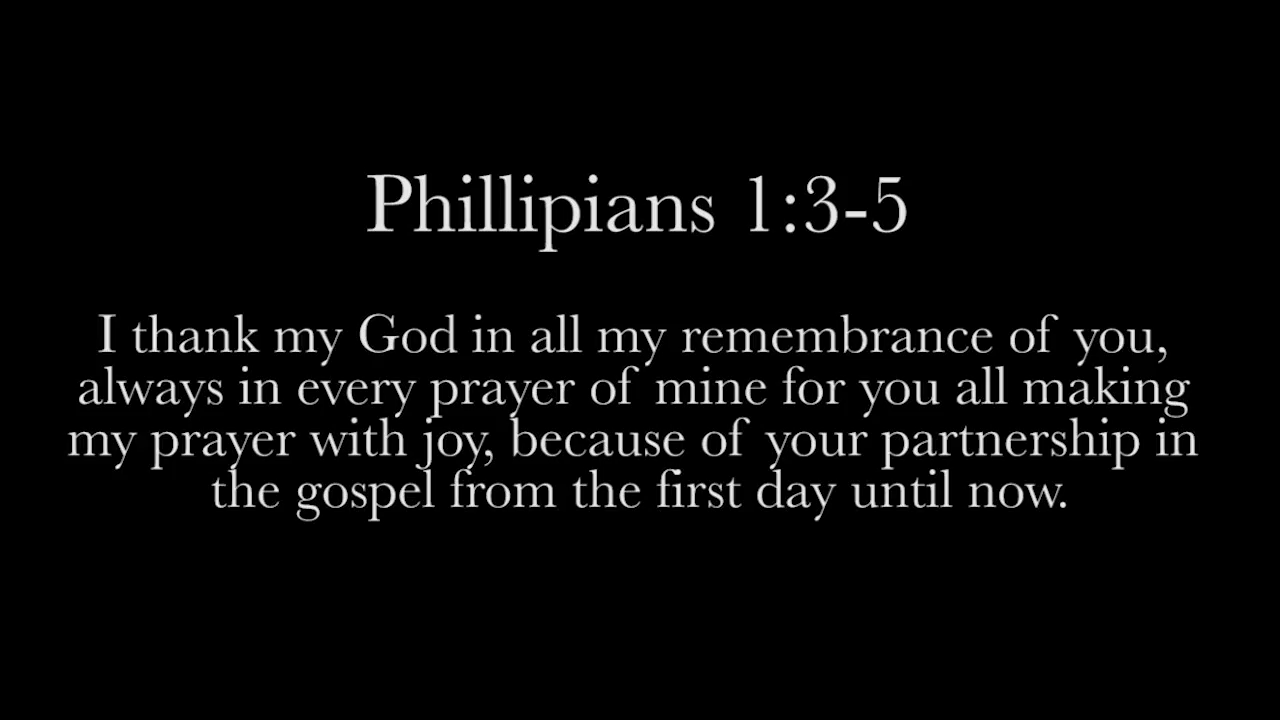 Phillipians 1:3-5
I thank my God in all my remembrance of you,
always in every prayer of mine for you all making
my prayer with joy, because of your partnership in
the gospel from the first day until now.